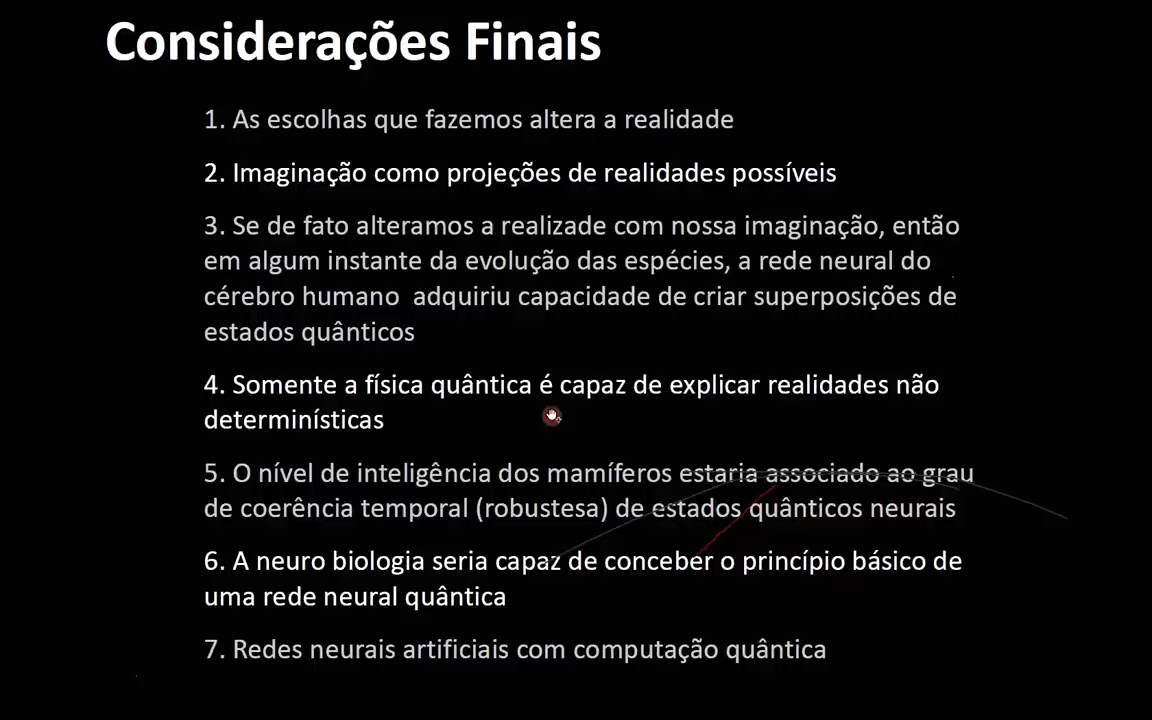 Considerações Finais
1. As escolhas que fazemos altera a realidade
2. Imaginação como projeções de realidades possíveis
3. Se de fato alteramos a realizade com nossa imaginação, então
em algum instante da evolução das espécies, a rede neural do
cérebro humano  adquiriu capacidade de criar superposições de
estados quânticos
4. Somente a física quântica é capaz de explicar realidades não
determinísticas
5. O nível de inteligência dos mamíferos estaria associado ao grau
de coerência temporal (robustesa) de estados quânticos neurais
6. A neuro biologia seria capaz de conceber o princípio básico de
uma rede neural quântica
7. Redes neurais artificiais com computação quântica